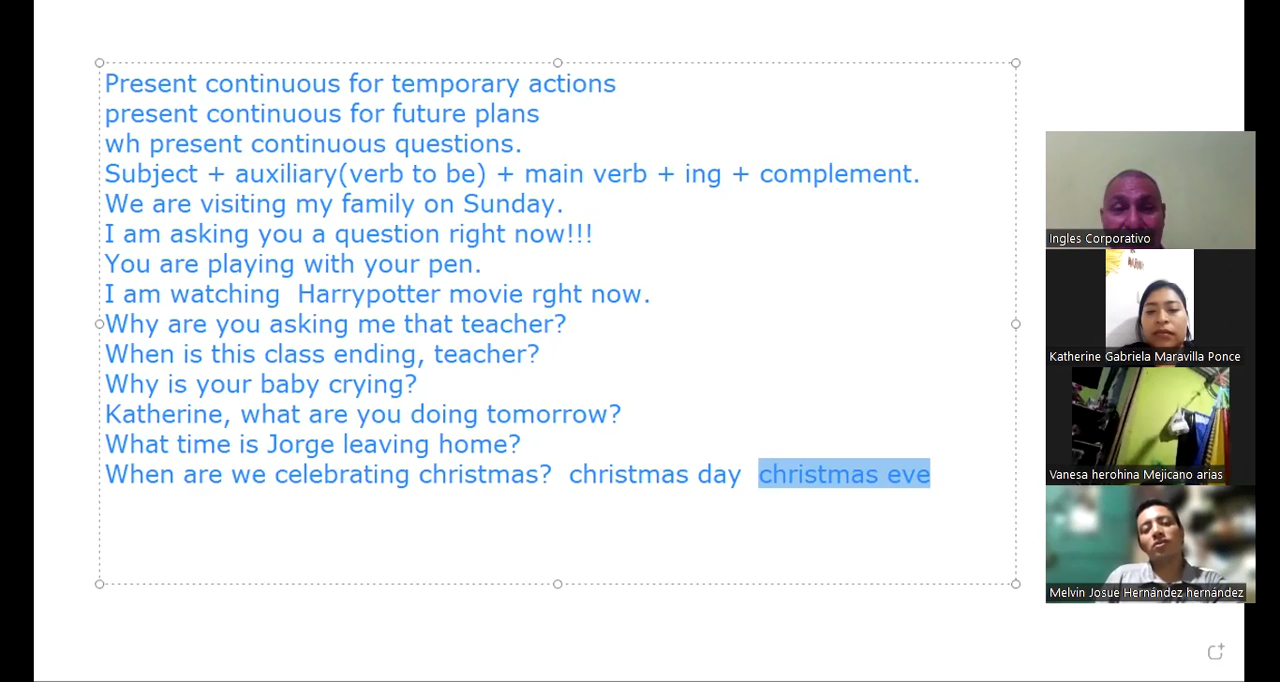 Present continuous for temporary actions
present continuous for future plans
wh present continuous questions.
Subject + auxiliary(verb to be) + main verb + ing + complement.
We are visiting my family on Sunday.
I am asking you a question right now!!!
You are playing with your pen.
I am watching  Harrypotter movie rght now.
Why are you asking me that teacher?
When is this class ending, teacher?
Why is your baby crying?
Katherine, what are you doing tomorrow?
What time is Jorge leaving home?
When are we celebrating christmas?  christmas day  christmas eve
Ingles Corporativo
Katherine Gabriela Maravilla Ponce
Vanesa herohina Mejicano arias
Melvin Josue Hernández hernández